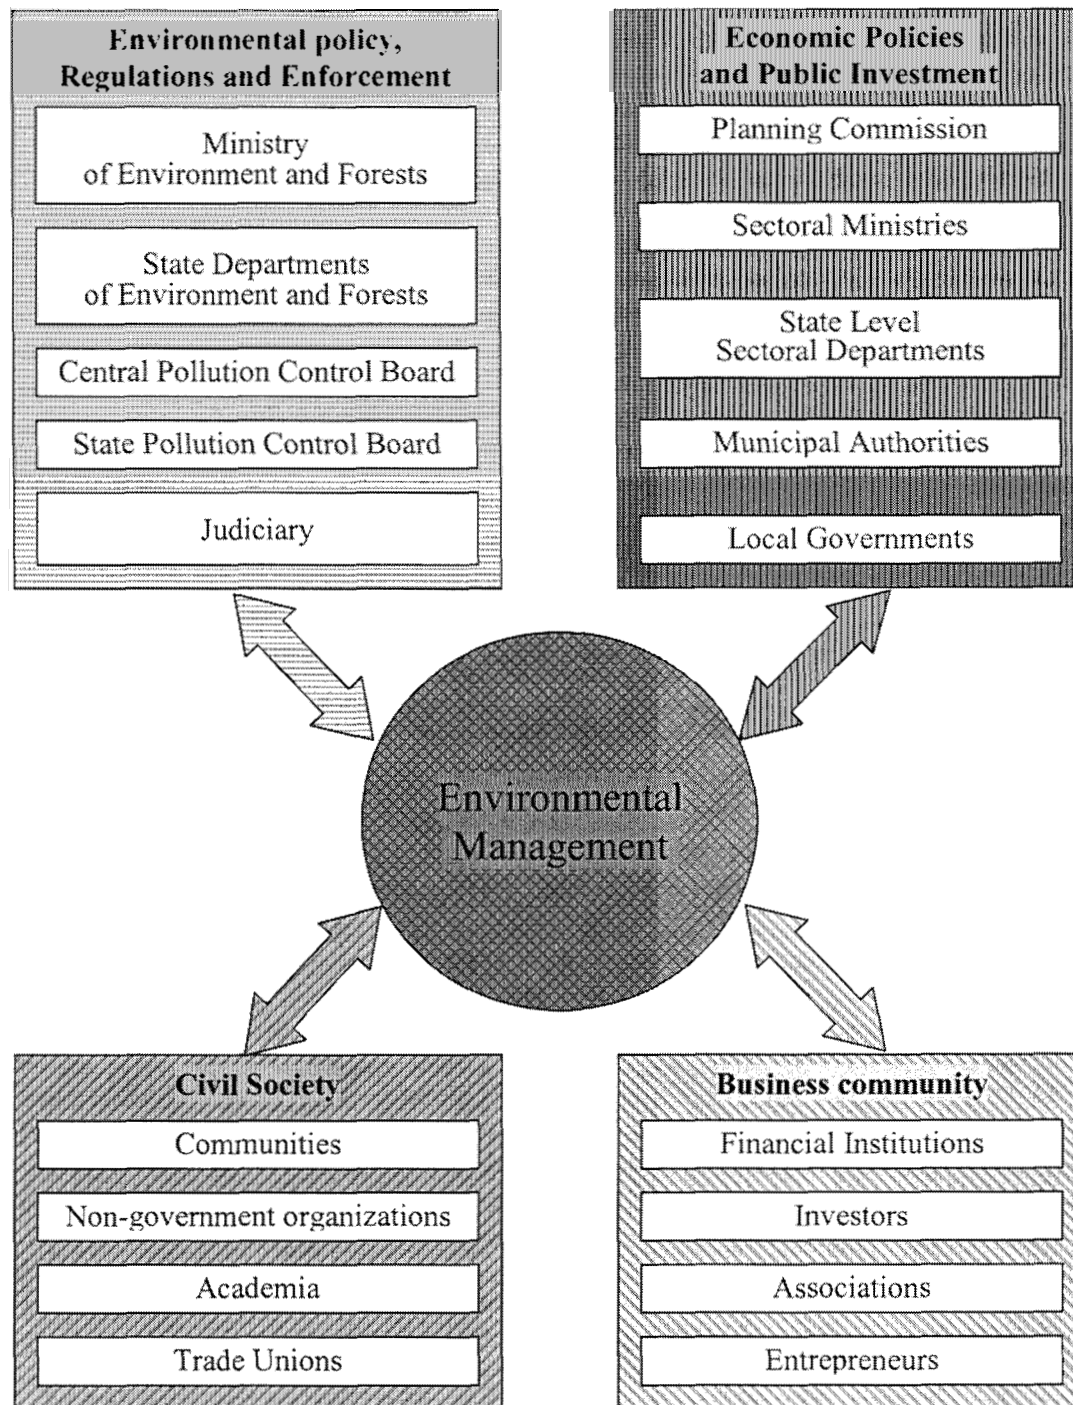 Environmental policy,
Regulations and Enforcement
Ministry
of Environment and Forests
State Departments
of Environment and Forests
Central Pollution Control Board
State Pollution Control Board
Judiciary
Economic Policies
and Public Investment
Planning Commission
Sectoral Ministries
State Level
Sectoral Departments
Municipal Authorities
Local Governments
Environmental
Management
Civil Society
Communities
Non-government organizations
Academia
Trade Unions
Business community
Financial Institutions
Investors
Associations
Entrepreneurs